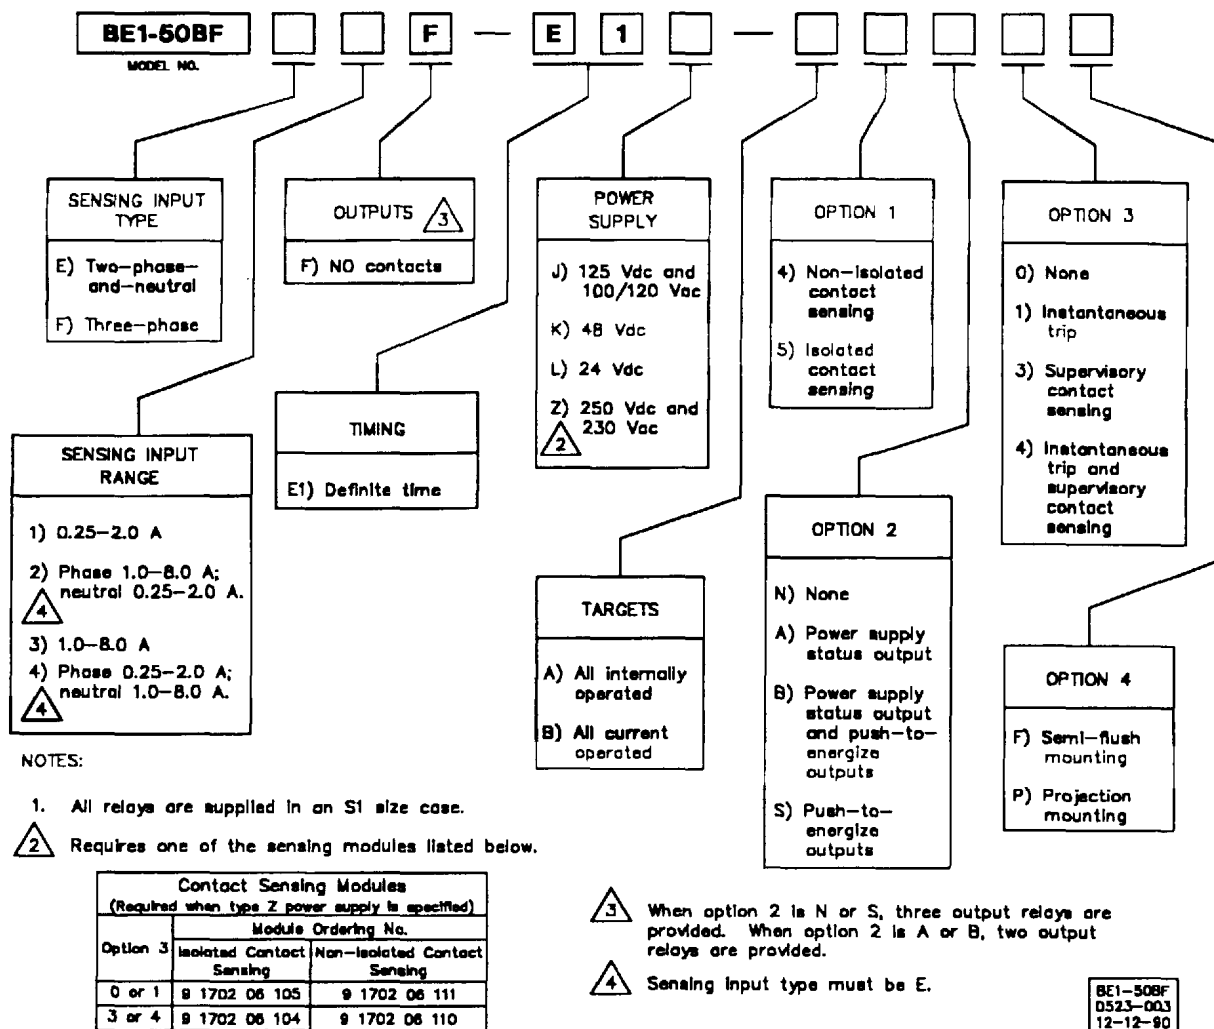 BE1-50BF F — E 1 —
MODEL NO.
SENSING INPUT
TYPE
E) Two-phase-
and-neutral
F) Three-phase
OUTPUTS 3
F) NO contacts
POWER
SUPPLY
J) 125 Vdc and
100/120 Vac
K) 48 Vdc
L) 24 Vdc
Z) 250 Vdc and
230 Vac
2
OPTION 1
4) Non-isolated
contact
sensing
5) Isolated
contact
sensing
OPTION 3
0) None
1) Instantaneous
trip
3) Supervisory
contact
sensing
4) Instantaneous
trip and
supervisory
contact
sensing
TIMING
E1) Definite time
SENSING INPUT
RANGE
1) 0.25-2.0 A
2) Phase 1.0-8.0 A;
neutral 0.25-2.0 A.
4
3) 1.0-8.0 A
4) Phase 0.25-2.0 A;
neutral 1.0-8.0 A.
4
OPTION 2
N) None
A) Power supply
status output
B) Power supply
status output
and push-to-
energize
outputs
S) Push-to-
energize
outputs
TARGETS
A) All internally
operated
B) All current
operated
OPTION 4
F) Semi-flush
mounting
P) Projection
mounting
NOTES:
1. All relays are supplied in an S1 size case.
2 Requires one of the sensing modules listed below.
Contact Sensing Modules
(Required when type Z power supply is specified)
Option 3
Module Ordering No.
Isolated Contact
Sensing
Non-isolated Contact
Sensing
0 or 1 9 1702 06 105 9 1702 06 111
3 or 4 9 1702 06 104 9 1702 06 110
3 When option 2 is N or S, three output relays are
provided. When option 2 is A or B, two output
relays are provided.
4 Sensing input type must be E.
BE1-50BF
D523-003
12-12-90